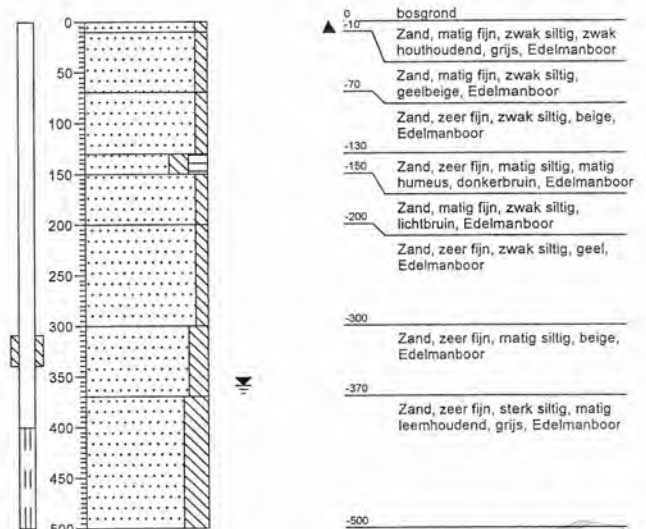 0
50
100
150
200
250
300
350
400
450
500
0
bosgrond
-10
Zand, matig fijn, zwak siltig, zwak
houthoudend, grijs, Edelmanboor
Zand, matig fijn, zwak siltig,
geelbeige, Edelmanboor
-70
Zand, zeer fijn, zwak siltig, beige,
Edelmanboor
-130
Zand, zeer fijn, matig siltig, matig
humeus, donkerbruin, Edelmanboor
-150
Zand, matig fijn, zwak siltig,
lichtbruin, Edelmanboor
-200
Zand, zeer fijn, zwak siltig, geel,
Edelmanboor
-300
Zand, zeer fijn, matig siltig, beige,
Edelmanboor
-370
Zand, zeer fijn, sterk siltig, matig
leemhoudend, grijs, Edelmanboor
-500